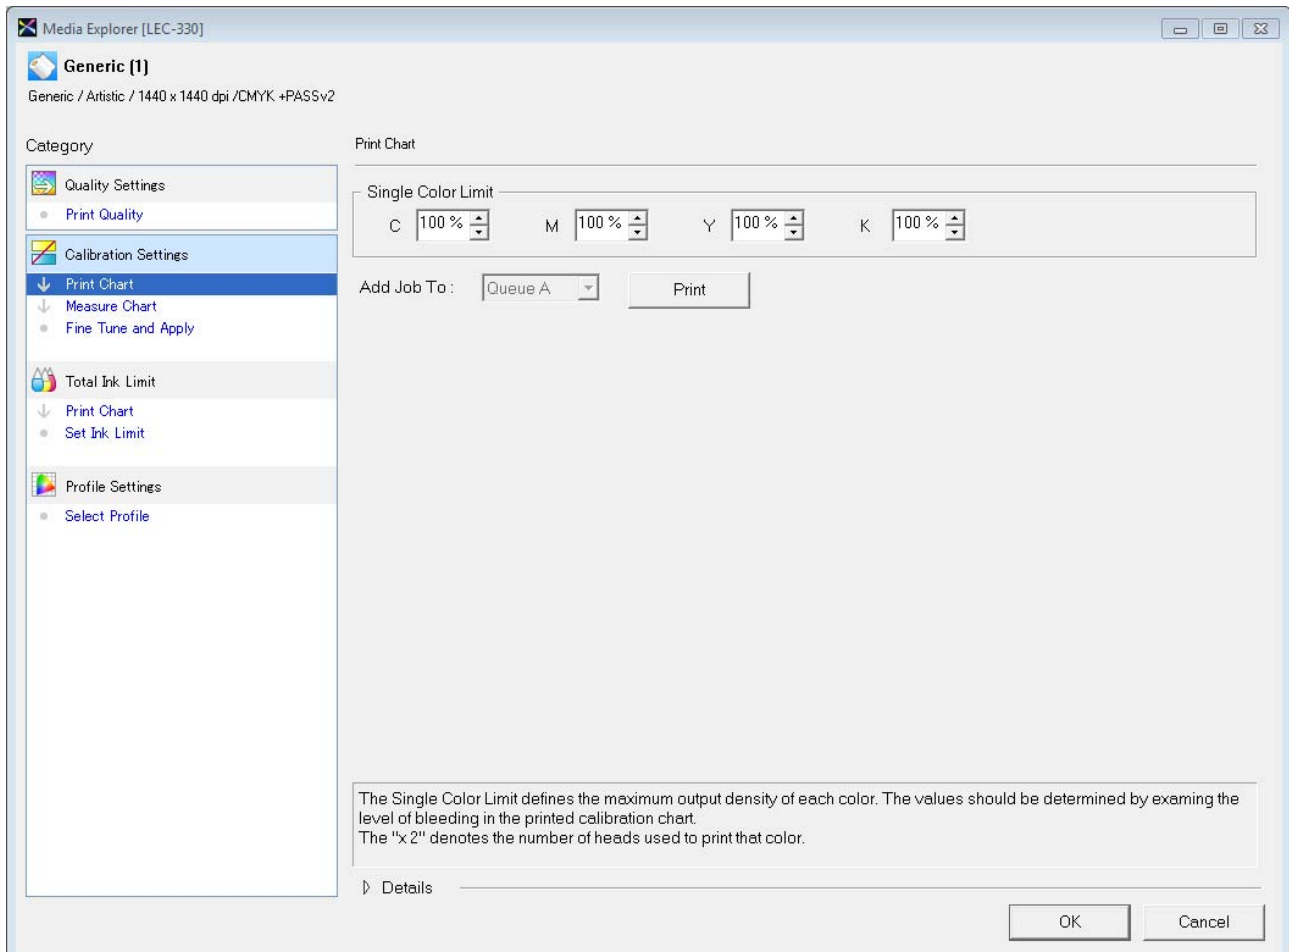 Media Explorer [LEC-330]
Generic (1)
Generic / Artistic / 1440 x 1440 dpi /CMYK +PASSv2
Category
Quality Settings
Print Quality
Calibration Settings
Print Chart
Measure Chart
Fine Tune and Apply
Total Ink Limit
Print Chart
Set Ink Limit
Profile Settings
Select Profile
Print Chart
Single Color Limit
C 100 % M 100 % Y 100 % K 100 %
Add Job To : Queue A Print
The Single Color Limit defines the maximum output density of each color. The values should be determined by examing the
level of bleeding in the printed calibration chart.
The "x 2" denotes the number of heads used to print that color.
Details
OK Cancel